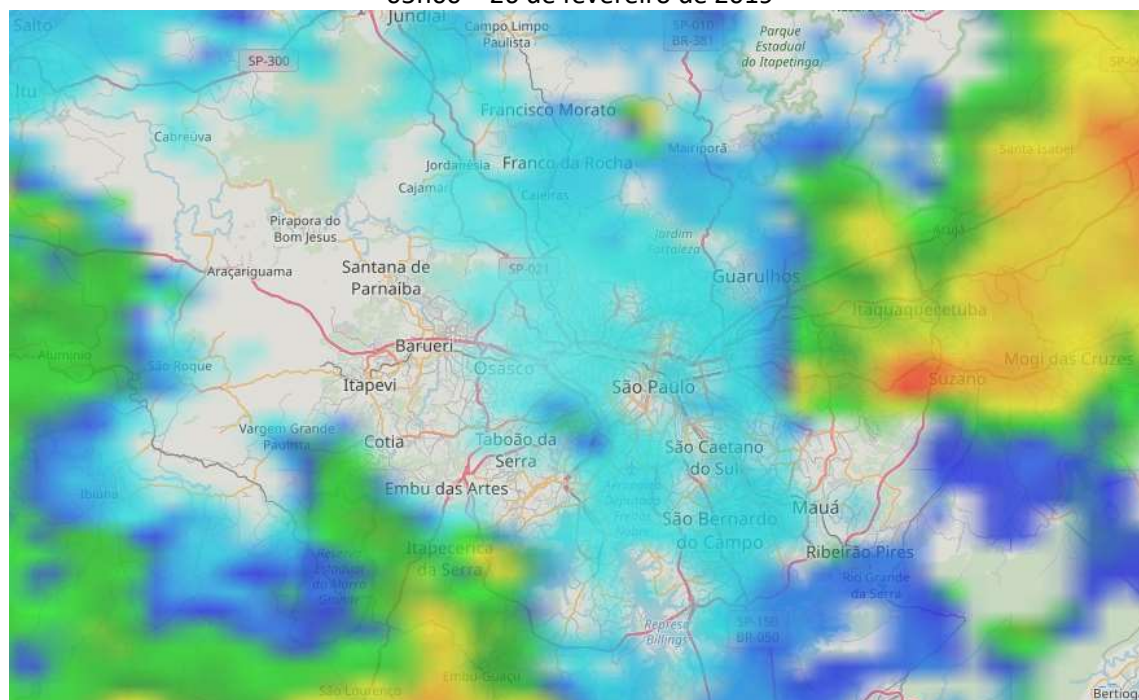 Salto
Jundiaí
Campo Limpo
Paulista
SP-010
BR-381
Parque
Estadual
do Itapetinga
SP-300
Itu
Francisco Morato
Cabreúva
Mairiporã
Santa Isabel
Jordanésia
Franco da Rocha
Cajamar
Caieiras
Pirapora do
Bom Jesus
Jardim
Fortaleza
Arujá
Araçariguama
Santana de
Parnaíba
SP-021
Guarulhos
Itaquaquecetuba
Barueri
Alumínio
São Roque
Osasco
Mogi das Cruzes
Itapevi
São Paulo
Suzano
Vargem Grande
Paulista
Cotia
Taboão da
Serra
São Caetano
do Sul
Ibiúna
Embu das Artes
Mauá
São Bernardo
do Campo
Itapecerica
da Serra
Ribeirão Pires
Rio Grande
da Serra
Represa
Billings
SP-150
BR-050
Embu-Guaçu
São Lourenço
Bertioga